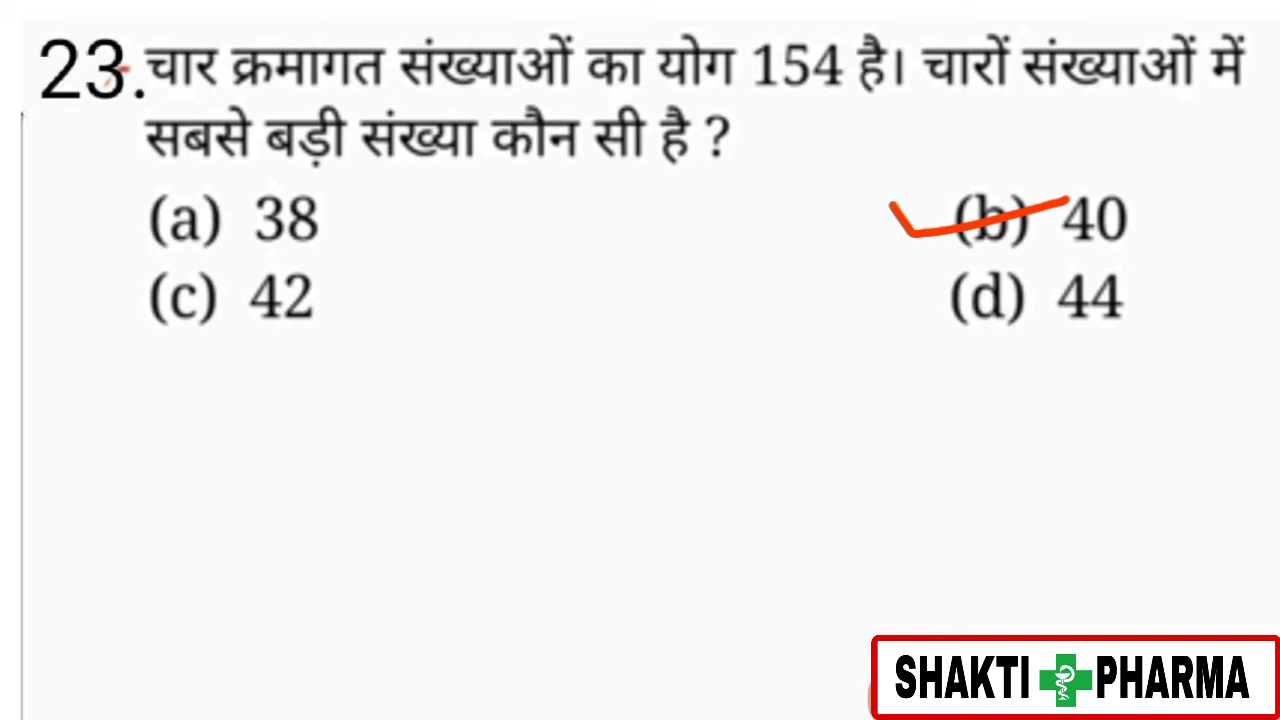 23. चार क्रमागत संख्याओं का योग 154 है। चारों संख्याओं में
सबसे बड़ी संख्या कौन सी है ?
(a) 38 (b) 40
(c) 42 (d) 44
SHAKTI PHARMA